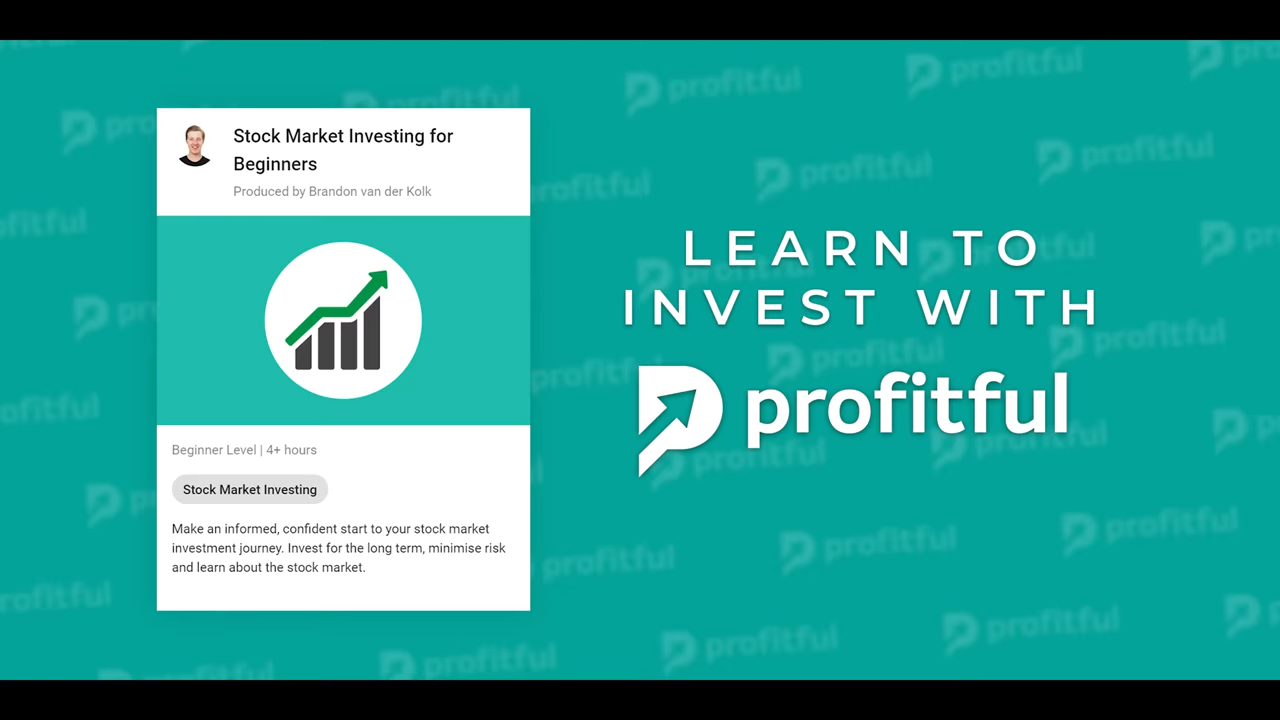 Stock Market Investing for
Beginners
Produced by Brandon van der Kolk
Beginner Level | 4+ hours
Stock Market Investing
Make an informed, confident start to your stock market
investment journey. Invest for the long term, minimise risk
and learn about the stock market.
LEARN TO
INVEST WITH
profitful